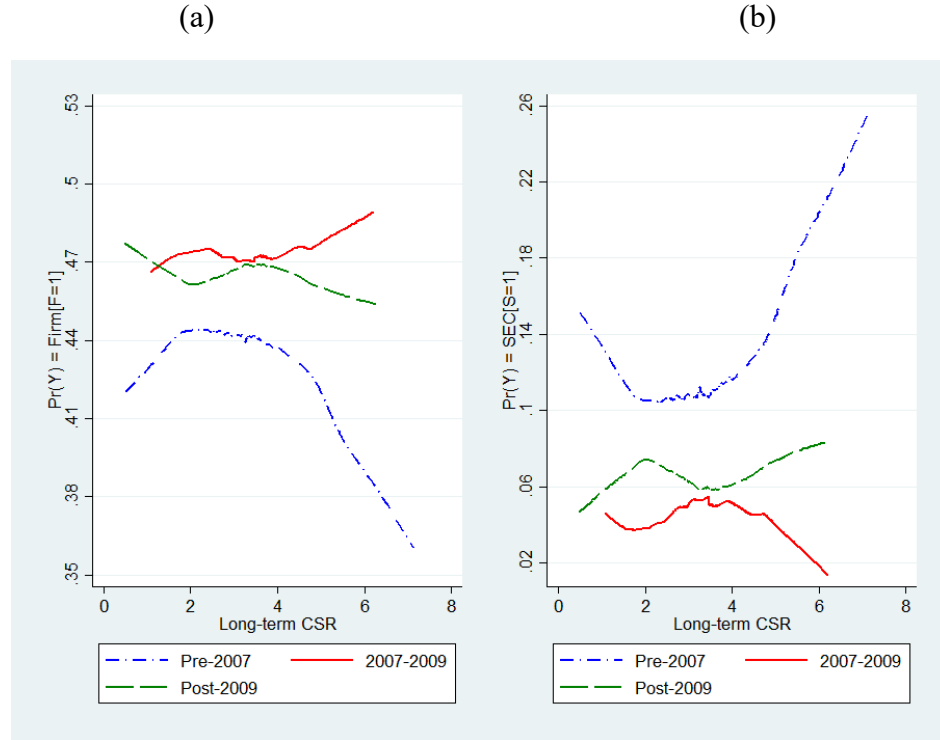 (a)
(b)
Pr(Y) = Firm[F=1]
.53
.5
.47
.44
.41
.38
.35
0 2 4 6 8
Long-term CSR
Pre-2007 2007-2009
Post-2009
Pr(Y) = SEC[S=1]
.26
.22
.18
.14
.1
.06
.02
0 2 4 6 8
Long-term CSR
Pre-2007 2007-2009
Post-2009